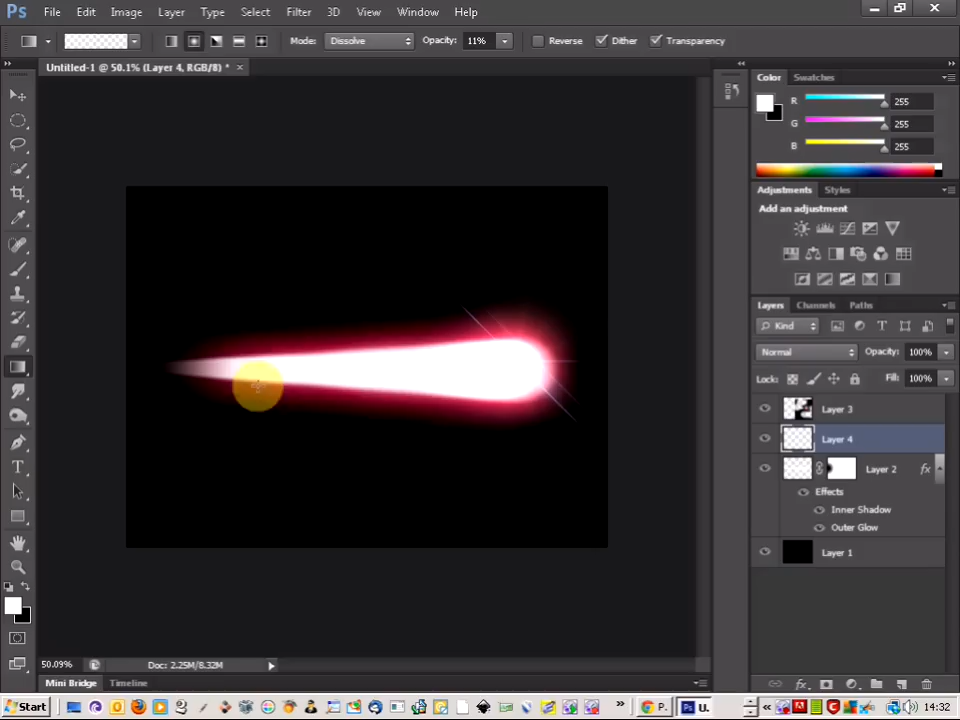 Ps File Edit Image Layer Type Select Filter 3D View Window Help
Mode: Dissolve Opacity: 11% Reverse Dither Transparency
Untitled-1 @ 50.1% (Layer 4, RGB/8) * ×
Color Swatches
R 255
G 255
B 255
Adjustments Styles
Add an adjustment
Layers Channels Paths
Kind
Normal Opacity: 100%
Lock: Fill: 100%
Layer 3
Layer 4
Layer 2 fx
Effects
Inner Shadow
Outer Glow
Layer 1
50.09% Doc: 2.25M/8.32M
Mini Bridge Timeline
Start P. U. 14:32